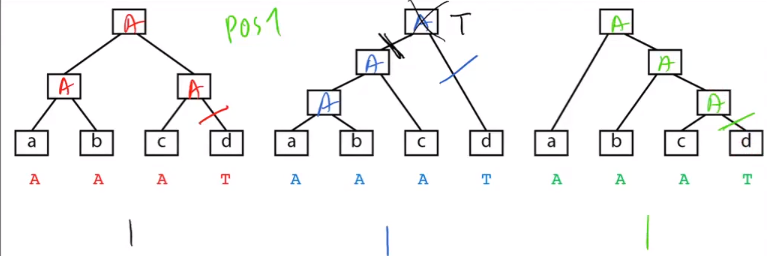 A pos1 A T A
A A A A
A A
a b c d a b c d a b c d
A A A T A A A T A A A T
1 1 1